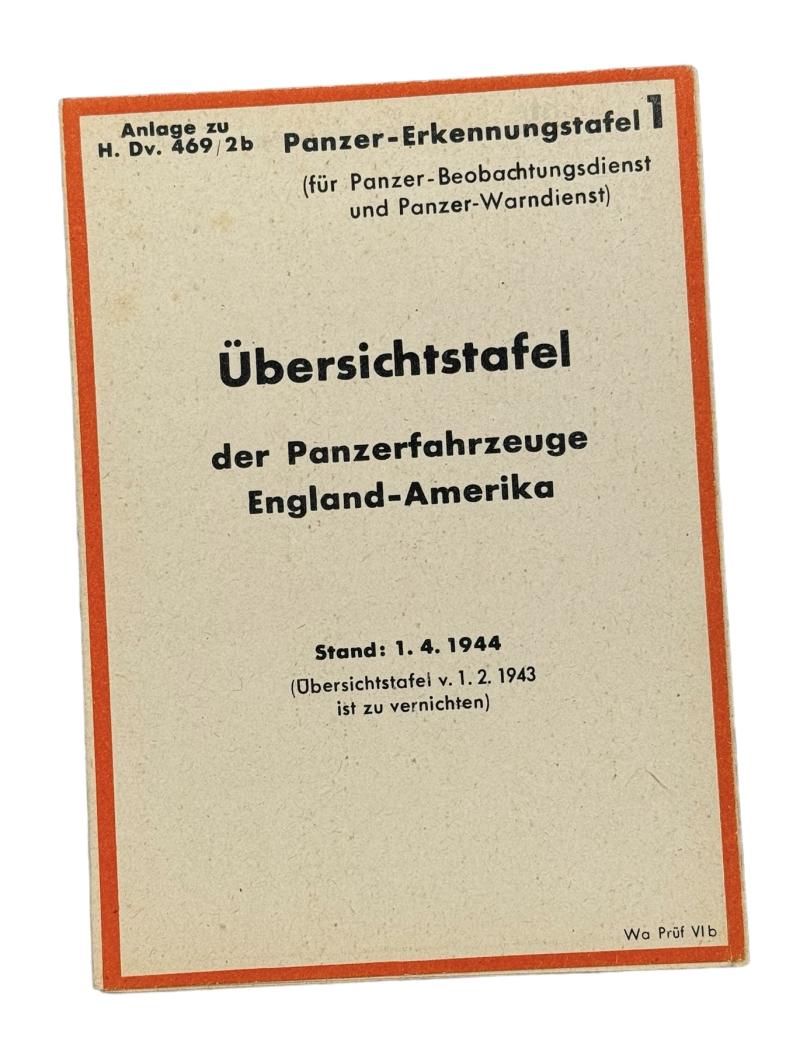 Anlage zu
H. Dv. 469/2b
Panzer-Erkennungstafel 1
(für Panzer-Beobachtungsdienst
und Panzer-Warndienst)
Übersichtstafel
der Panzerfahrzeuge
England-Amerika
Stand: 1. 4. 1944
(Übersichtstafel v. 1. 2. 1943
ist zu vernichten)
Wa Prüf VI b